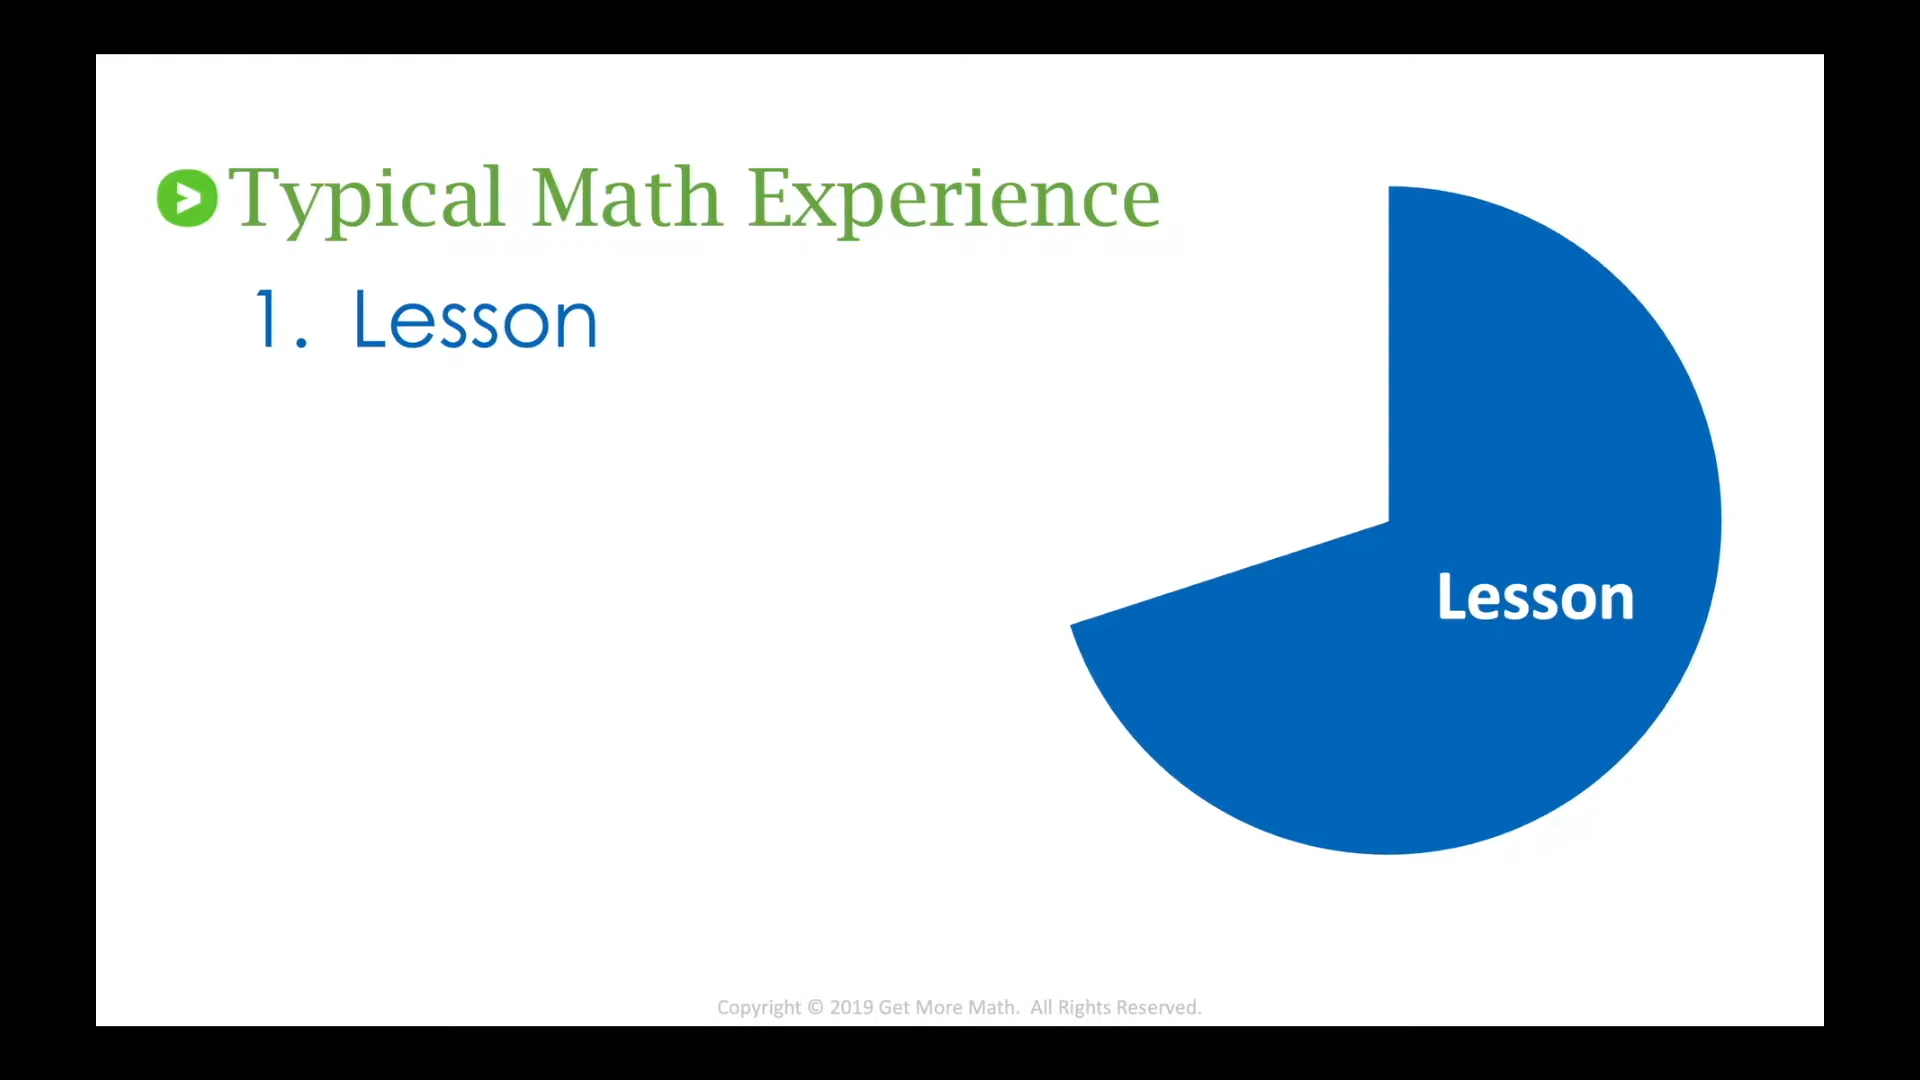 Typical Math Experience
1. Lesson
Lesson
Copyright © 2019 Get More Math. All Rights Reserved.